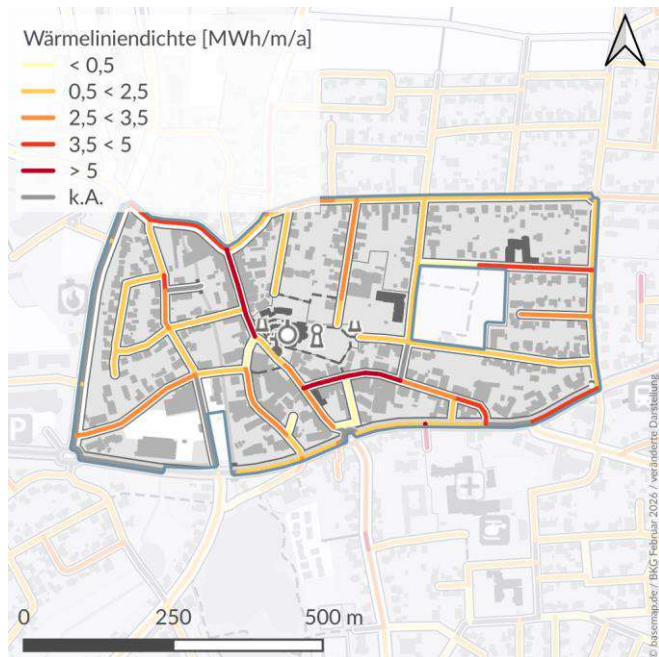 Wärmeliniendichte [MWh/m/a]
< 0,5
0,5 < 2,5
2,5 < 3,5
3,5 < 5
> 5
k.A.
0 250 500 m
© basemap.de / BKG Februar 2026 / veränderte Darstellung